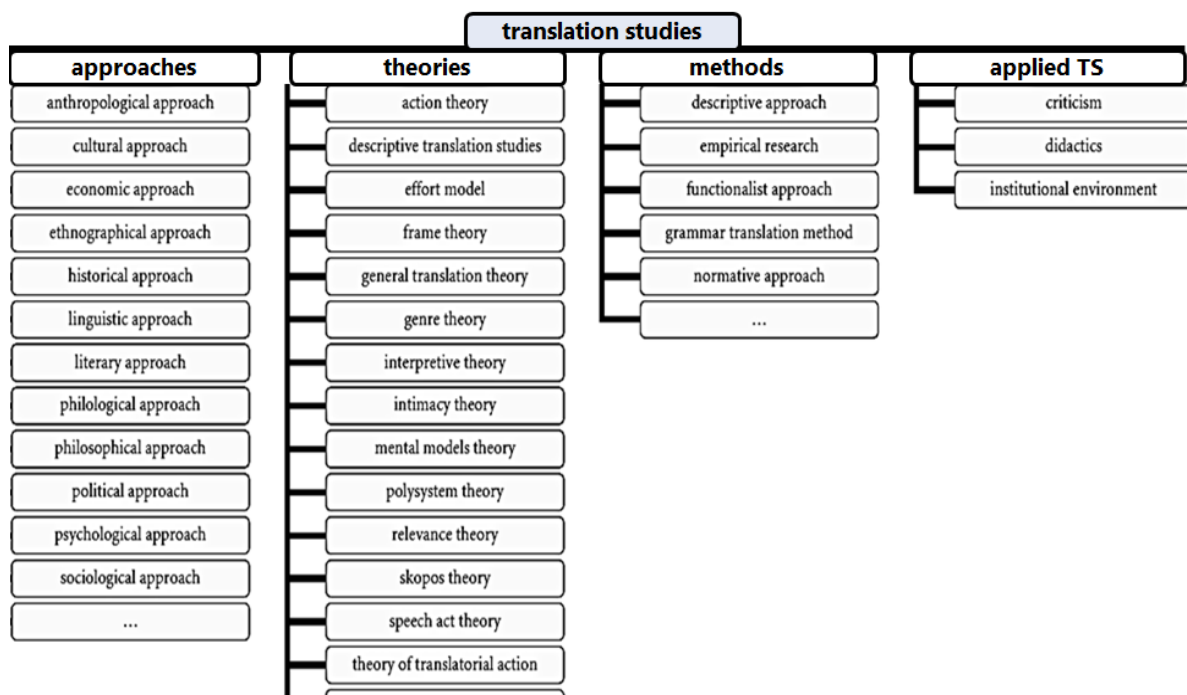 translation studies
approaches
anthropological approach
cultural approach
economic approach
ethnographical approach
historical approach
linguistic approach
literary approach
philological approach
philosophical approach
political approach
psychological approach
sociological approach
...
theories
action theory
descriptive translation studies
effort model
frame theory
general translation theory
genre theory
interpretive theory
intimacy theory
mental models theory
polysystem theory
relevance theory
skopos theory
speech act theory
theory of translatorial action
methods
descriptive approach
empirical research
functionalist approach
grammar translation method
normative approach
...
applied TS
criticism
didactics
institutional environment